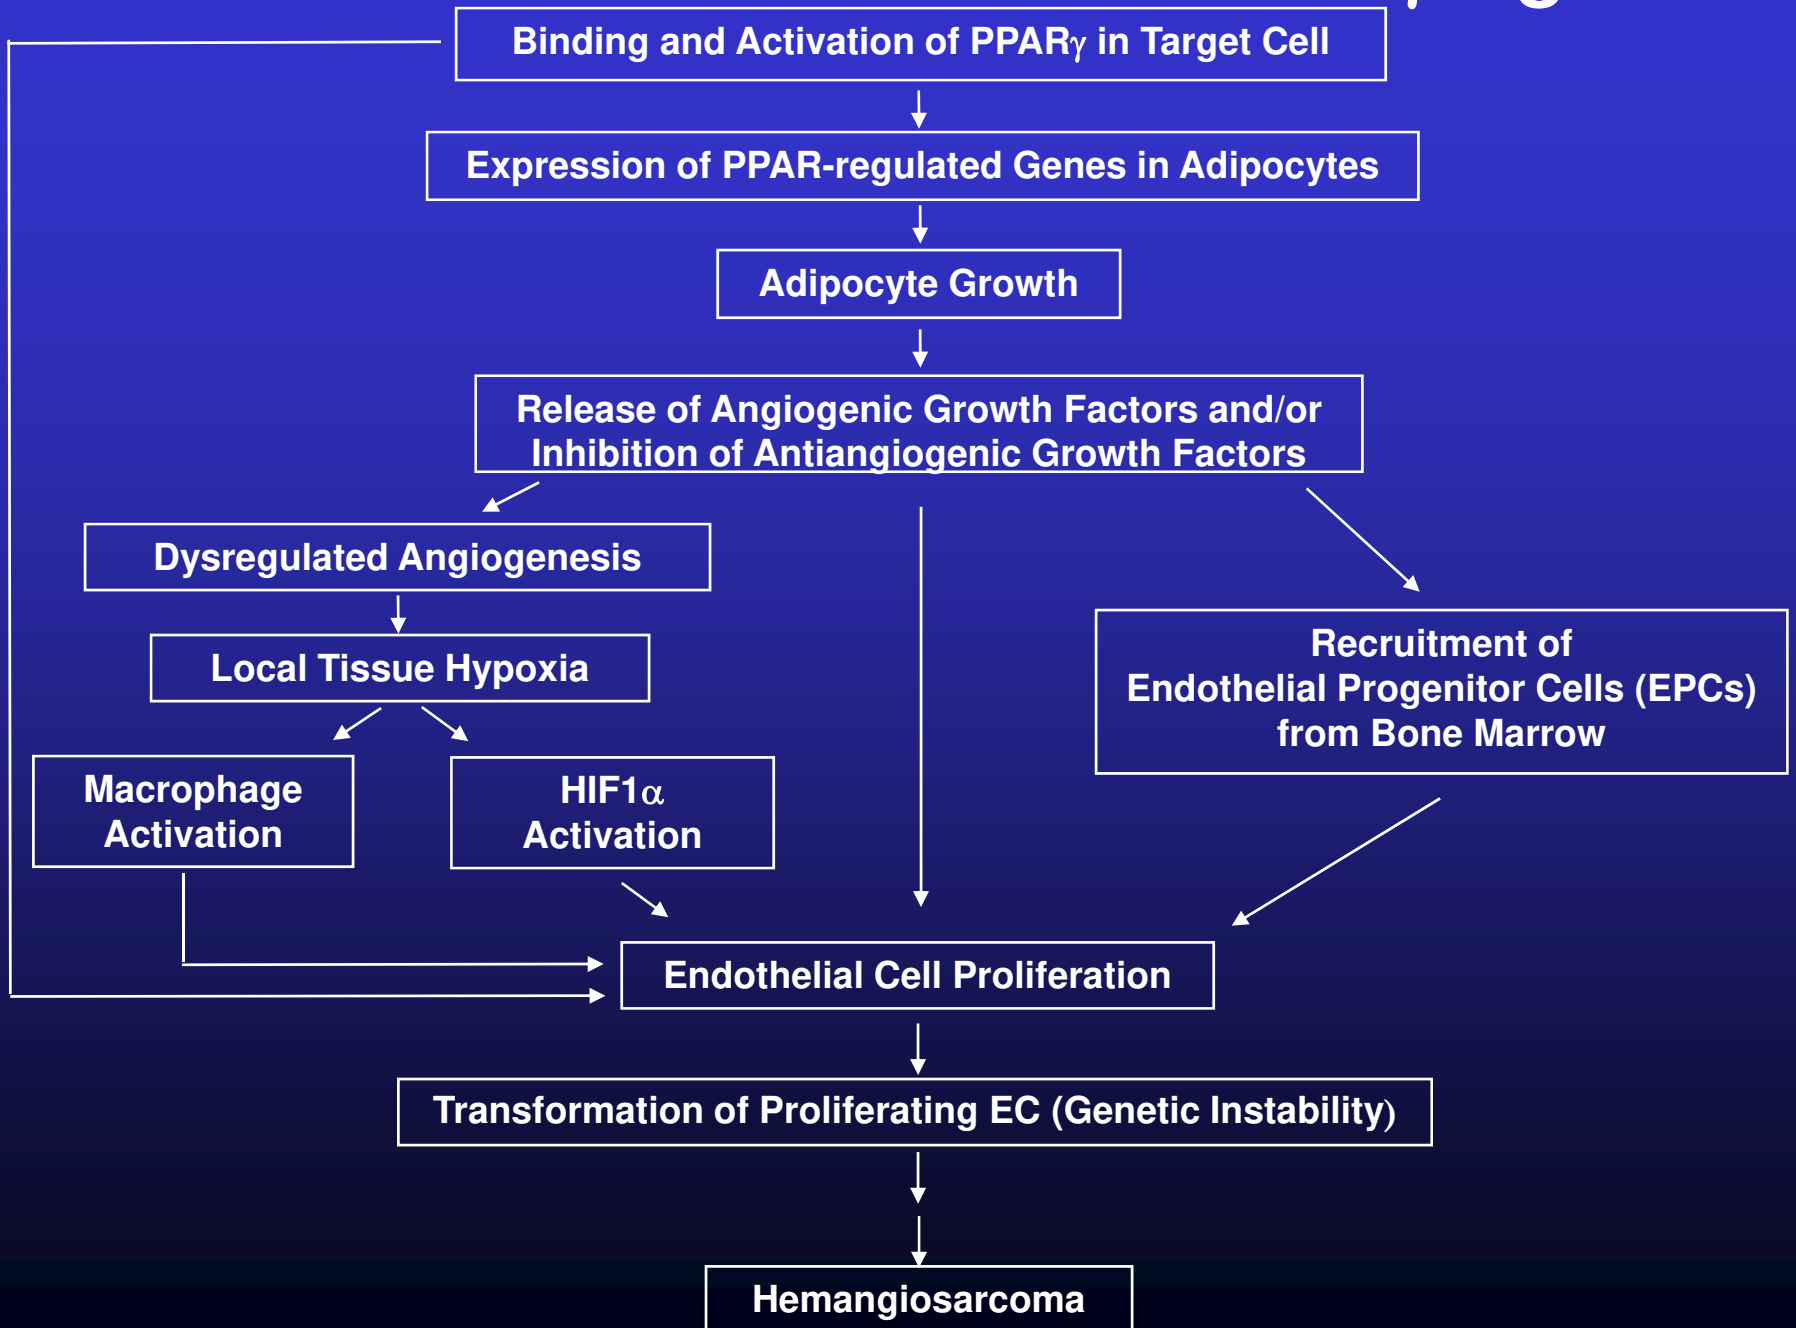 Binding and Activation of PPARγ in Target Cell
Expression of PPAR-regulated Genes in Adipocytes
Adipocyte Growth
Release of Angiogenic Growth Factors and/or
Inhibition of Antiangiogenic Growth Factors
Dysregulated Angiogenesis
Local Tissue Hypoxia
Recruitment of
Endothelial Progenitor Cells (EPCs)
from Bone Marrow
Macrophage
Activation
HIF1α
Activation
Endothelial Cell Proliferation
Transformation of Proliferating EC (Genetic Instability)
Hemangiosarcoma